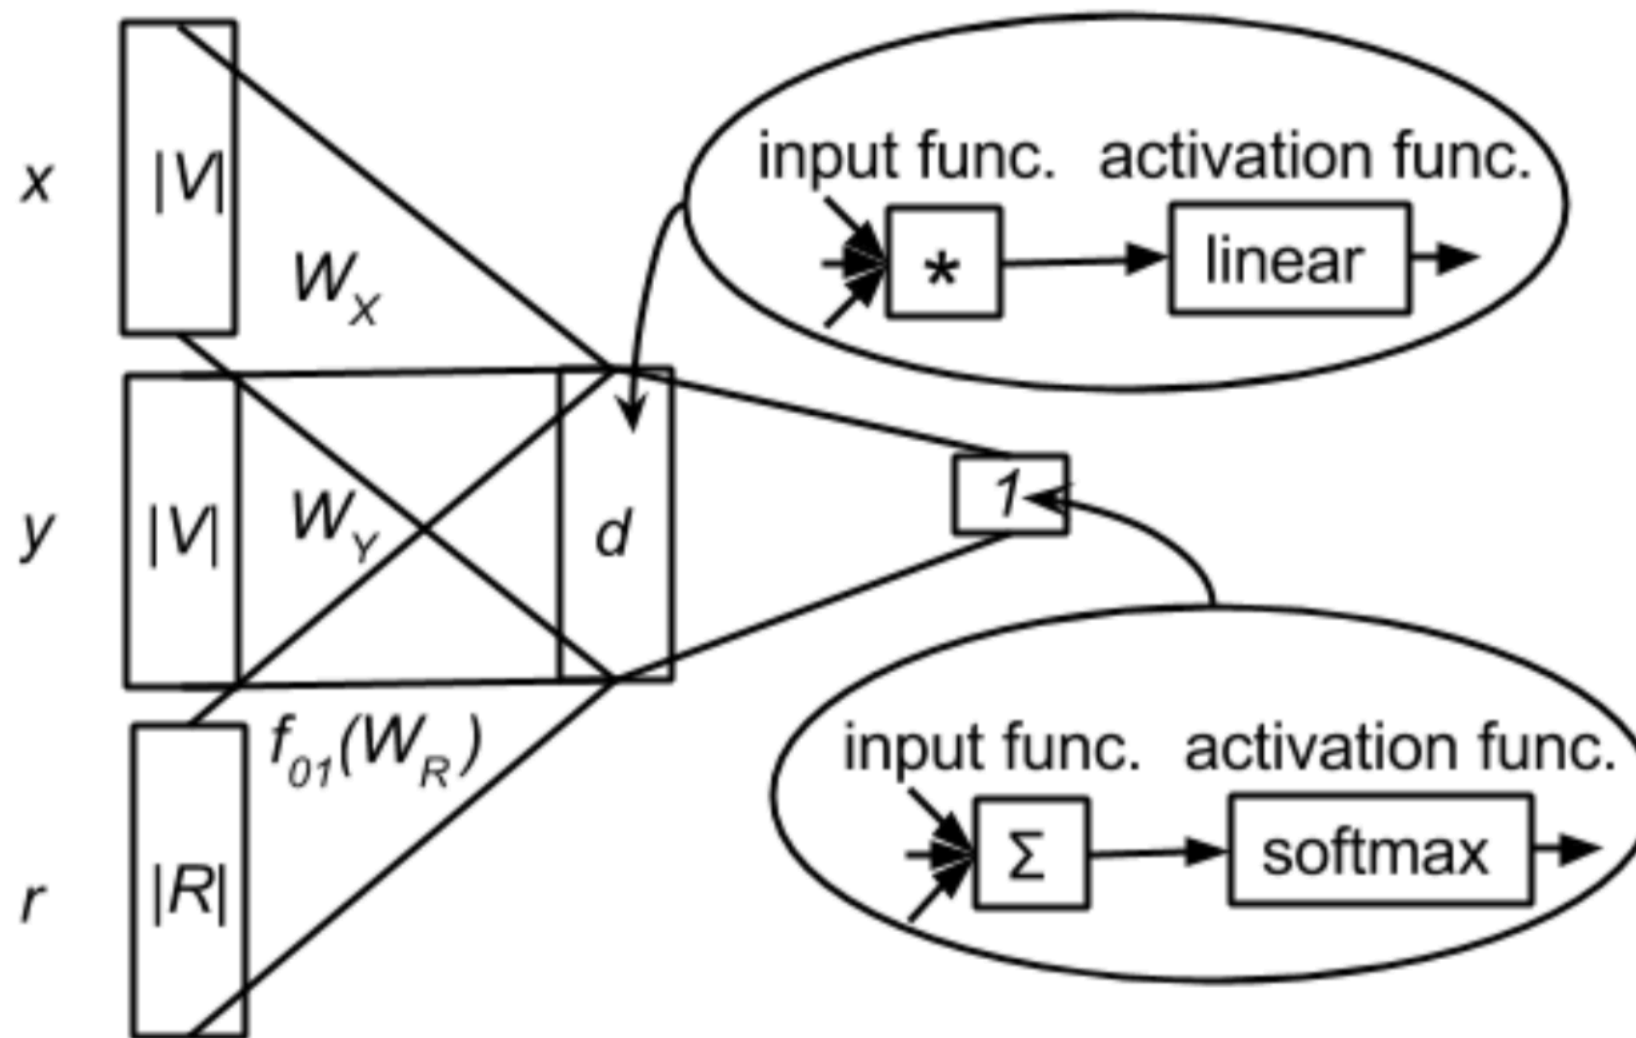 input func. activation func.
x |V| * linear
W_X
y |V| W_Y d 1
f_01(W_R)
input func. activation func.
r |R| Σ softmax